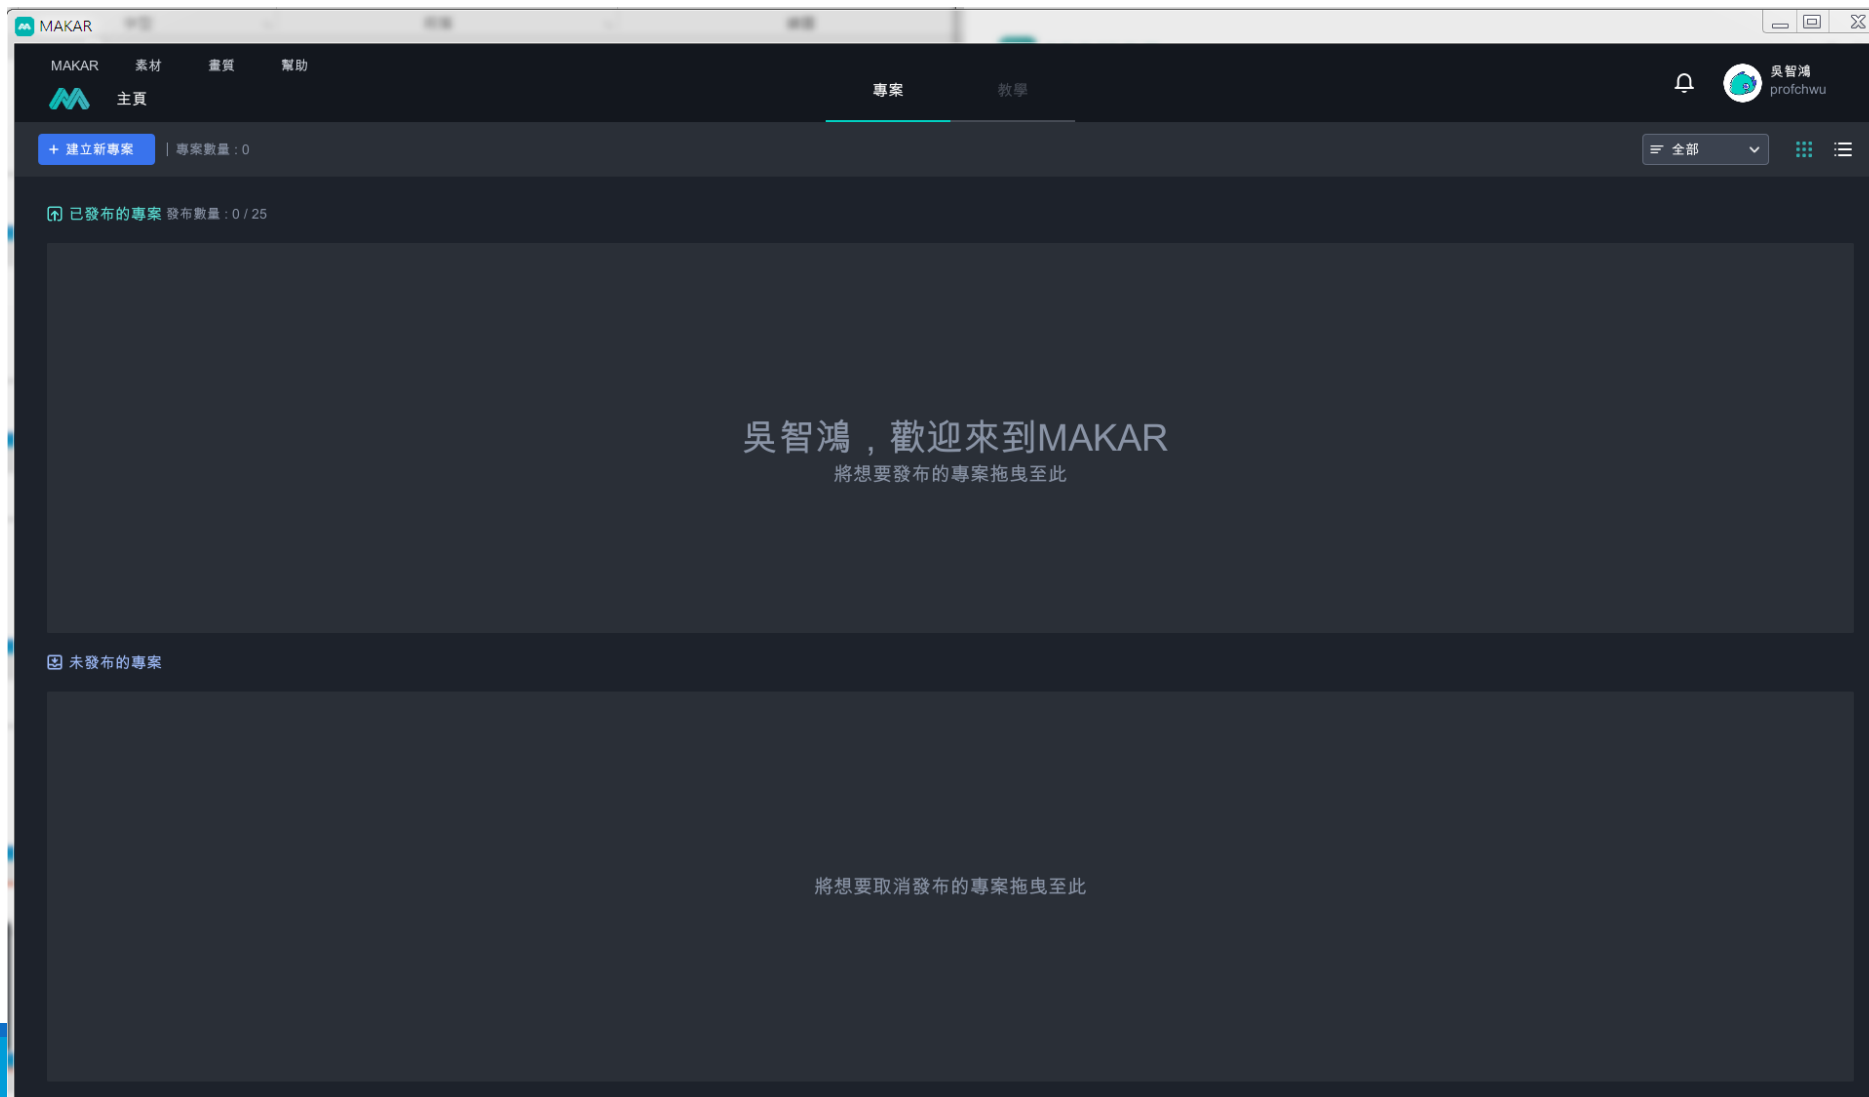 MAKAR
MAKAR 素材 畫質 幫助
主頁
專案 教學
吳智鴻
profchwu
+ 建立新專案 | 專案數量 : 0
全部
已發布的專案 發布數量 : 0 / 25
吳智鴻，歡迎來到MAKAR
將想要發布的專案拖曳至此
未發布的專案
將想要取消發布的專案拖曳至此